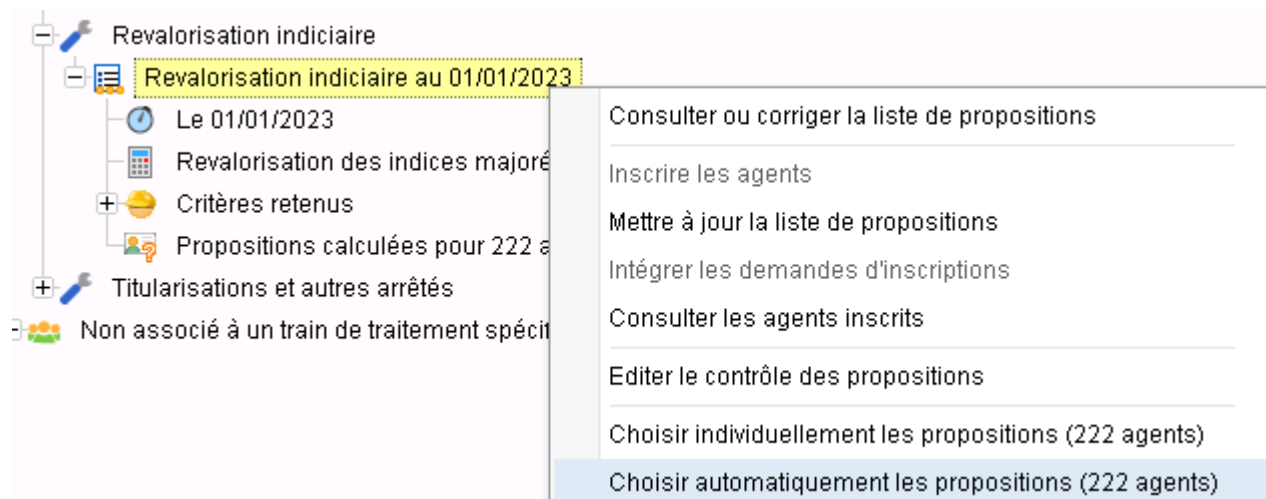 Revalorisation indiciaire
Revalorisation indiciaire au 01/01/2023
Le 01/01/2023
Revalorisation des indices majoré
Critères retenus
Propositions calculées pour 222 a
Titularisations et autres arrêtés
Non associé à un train de traitement spécif
Consulter ou corriger la liste de propositions
Inscrire les agents
Mettre à jour la liste de propositions
Intégrer les demandes d'inscriptions
Consulter les agents inscrits
Editer le contrôle des propositions
Choisir individuellement les propositions (222 agents)
Choisir automatiquement les propositions (222 agents)